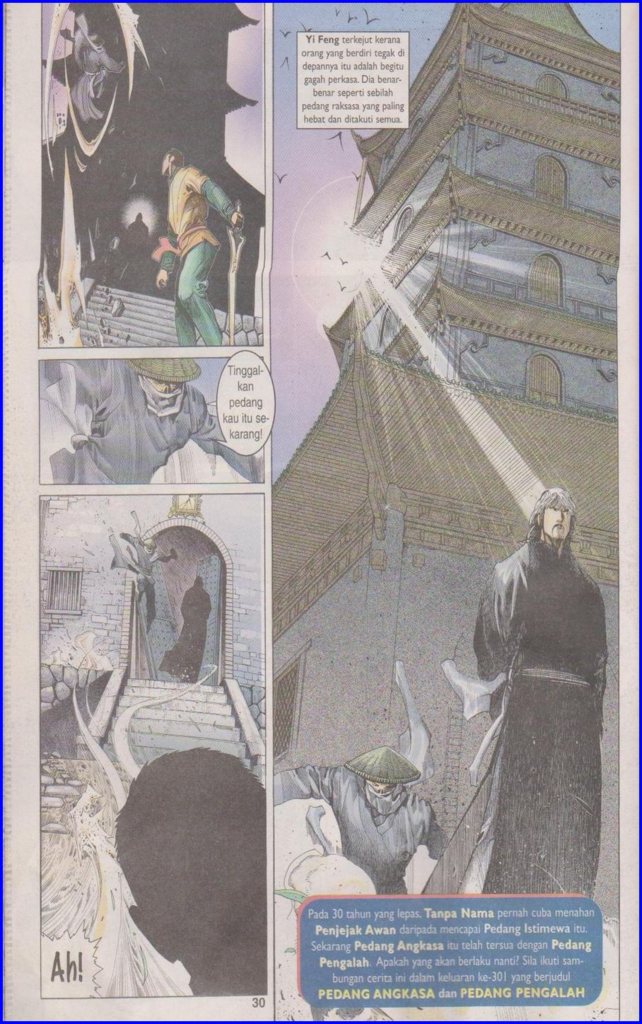 Tinggal-
kan
pedang
kau itu se-
karang!
Ah!
30
Yi Feng terkejut kerana
orang yang berdiri tegak di
depannya itu adalah begitu
gagah perkasa. Dia benar-
benar seperti sebilah
pedang raksasa yang paling
hebat dan ditakuti semua.
Pada 30 tahun yang lepas, Tanpa Nama pernah cuba menahan
Penjejak Awan daripada mencapai Pedang Istimewa itu.
Sekarang Pedang Angkasa itu telah tersua dengan Pedang
Pengalah. Apakah yang akan berlaku nanti? Sila ikuti sam-
bungan cerita ini dalam keluaran ke-301 yang berjudul
PEDANG ANGKASA dan PEDANG PENGALAH